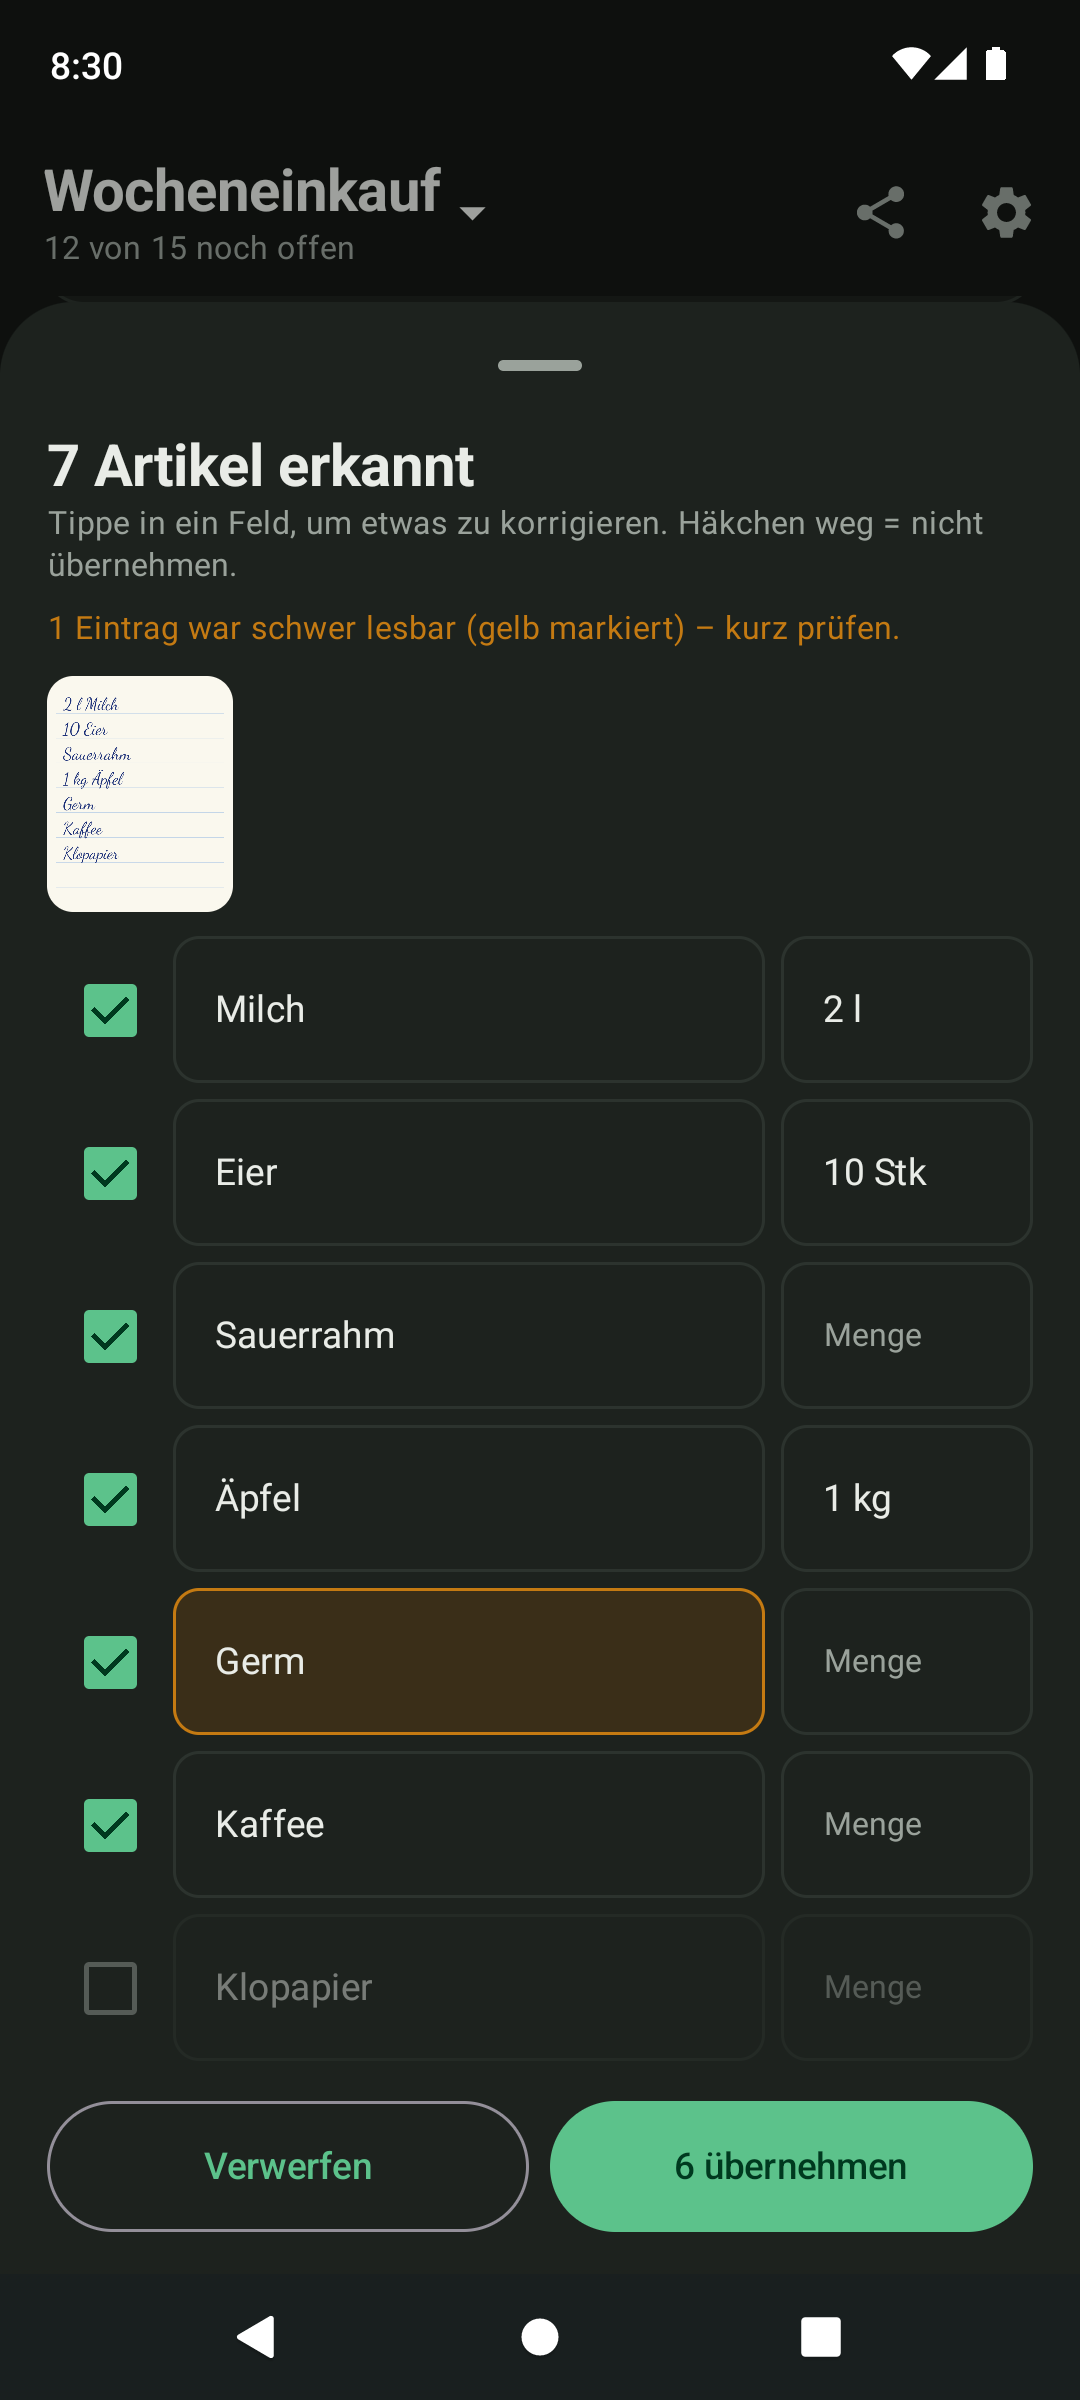 8:30
Wocheneinkauf
12 von 15 noch offen
7 Artikel erkannt
Tippe in ein Feld, um etwas zu korrigieren. Häkchen weg = nicht
übernehmen.
1 Eintrag war schwer lesbar (gelb markiert) – kurz prüfen.
2 l Milch
10 Eier
Sauerrahm
1 kg Äpfel
Germ
Kaffee
Klopapier
Milch 2 l
Eier 10 Stk
Sauerrahm Menge
Äpfel 1 kg
Germ Menge
Kaffee Menge
Klopapier Menge
Verwerfen 6 übernehmen